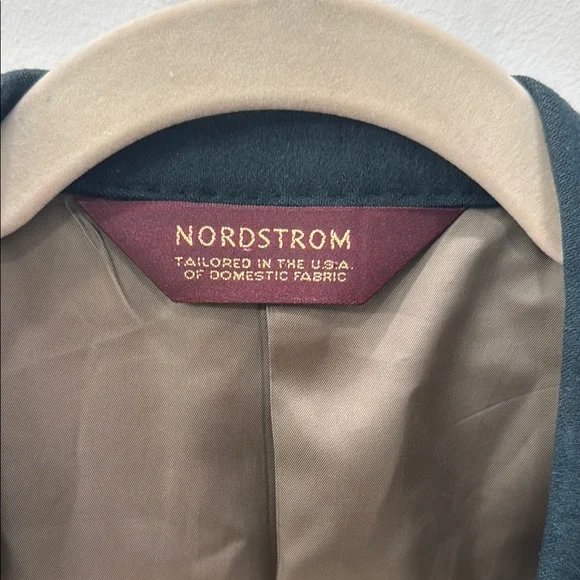 NORDSTROM
TAILORED IN THE U.S.A.
OF DOMESTIC FABRIC